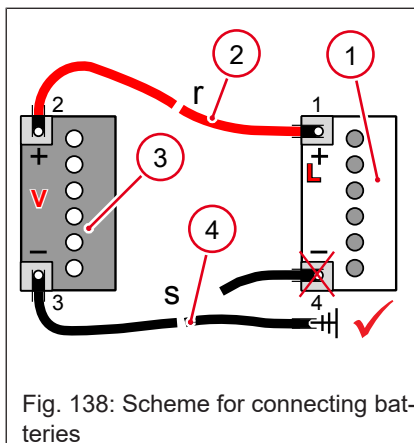 2
1
2
r
1
+
+
3
V
L
4
–
–
3
s
4
Fig. 138: Scheme for connecting bat-
teries